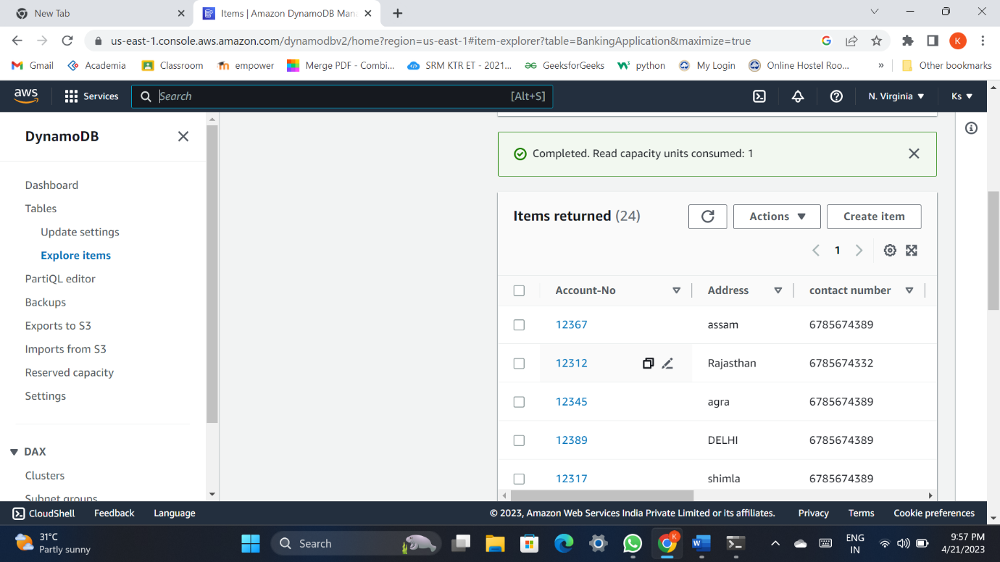 New Tab
Items | Amazon DynamoDB Mana
us-east-1.console.aws.amazon.com/dynamodbv2/home?region=us-east-1#item-explorer?table=BankingApplication&maximize=true
K
Gmail Academia Classroom empower Merge PDF - Combi... SRM KTR ET - 2021... GeeksforGeeks python My Login Online Hostel Roo... » Other bookmarks
aws Services Search [Alt+S] N. Virginia Ks
DynamoDB
Completed. Read capacity units consumed: 1
Dashboard
Tables
Update settings
Explore items
PartiQL editor
Backups
Exports to S3
Imports from S3
Reserved capacity
Settings
DAX
Clusters
Subnet groups
Items returned (24) Actions Create item
1
Account-No Address contact number
12367 assam 6785674389
12312 Rajasthan 6785674332
12345 agra 6785674389
12389 DELHI 6785674389
12317 shimla 6785674389
CloudShell Feedback Language © 2023, Amazon Web Services India Private Limited or its affiliates. Privacy Terms Cookie preferences
31°C
Partly sunny
Search
K
W
ENG
IN
9:57 PM
4/21/2023